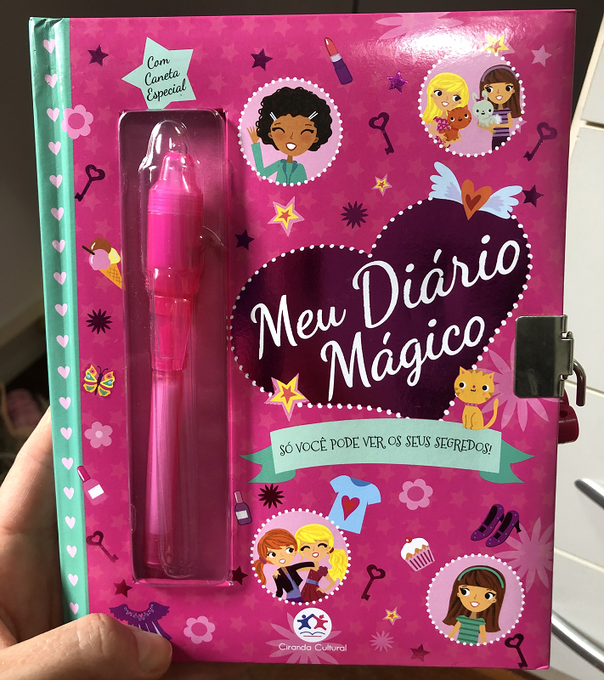 Com
Caneta
Especial
Meu Diário
Mágico
SÓ VOCÊ PODE VER OS SEUS SEGREDOS!
Ciranda Cultural